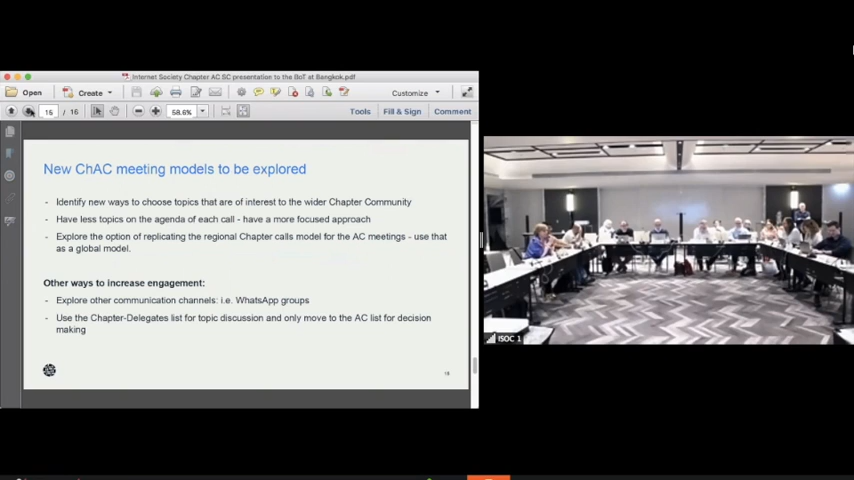 Internet Society Chapter AC SC presentation to the BoT at Bangkok.pdf
Open
Create
Customize
15 / 16
58.6%
Tools
Fill & Sign
Comment
New ChAC meeting models to be explored
- Identify new ways to choose topics that are of interest to the wider Chapter Community
- Have less topics on the agenda of each call - have a more focused approach
- Explore the option of replicating the regional Chapter calls model for the AC meetings - use that
as a global model.
Other ways to increase engagement:
- Explore other communication channels: i.e. WhatsApp groups
- Use the Chapter-Delegates list for topic discussion and only move to the AC list for decision
making
ISOC 1